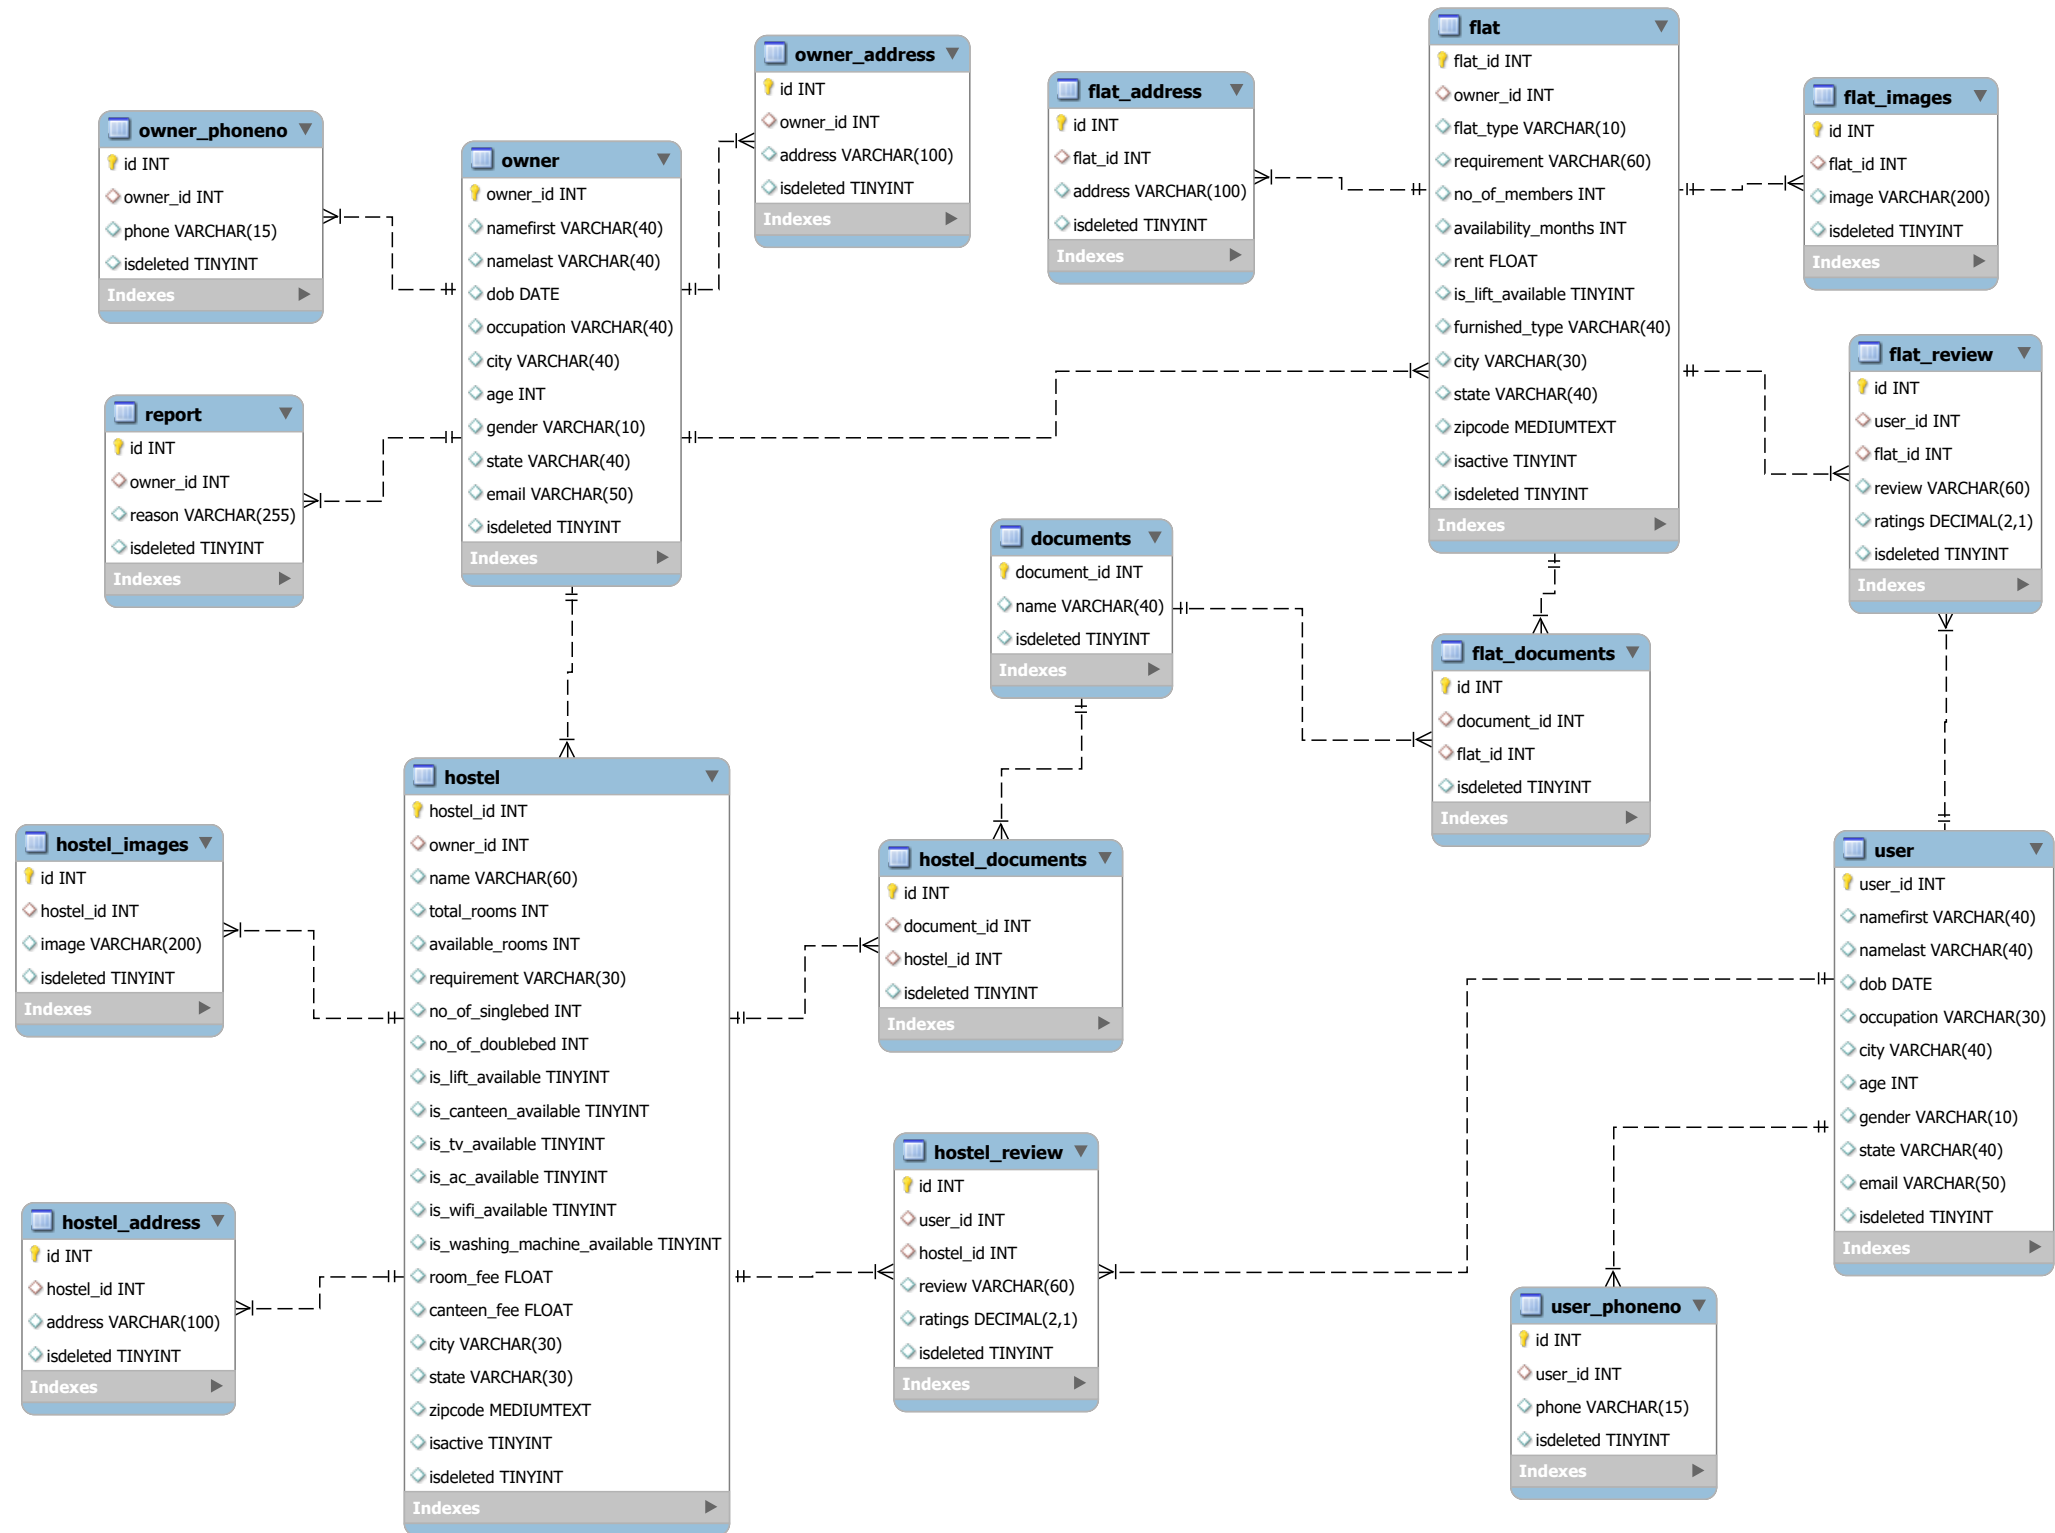 owner_phoneno
id INT
owner_id INT
phone VARCHAR(15)
isdeleted TINYINT
Indexes
owner
owner_id INT
namefirst VARCHAR(40)
namelast VARCHAR(40)
dob DATE
occupation VARCHAR(40)
city VARCHAR(40)
age INT
gender VARCHAR(10)
state VARCHAR(40)
email VARCHAR(50)
isdeleted TINYINT
Indexes
owner_address
id INT
owner_id INT
address VARCHAR(100)
isdeleted TINYINT
Indexes
flat_address
id INT
flat_id INT
address VARCHAR(100)
isdeleted TINYINT
Indexes
flat
flat_id INT
owner_id INT
flat_type VARCHAR(10)
requirement VARCHAR(60)
no_of_members INT
availability_months INT
rent FLOAT
is_lift_available TINYINT
furnished_type VARCHAR(40)
city VARCHAR(30)
state VARCHAR(40)
zipcode MEDIUMTEXT
isactive TINYINT
isdeleted TINYINT
Indexes
flat_images
id INT
flat_id INT
image VARCHAR(200)
isdeleted TINYINT
Indexes
flat_review
id INT
user_id INT
flat_id INT
review VARCHAR(60)
ratings DECIMAL(2,1)
isdeleted TINYINT
Indexes
report
id INT
owner_id INT
reason VARCHAR(255)
isdeleted TINYINT
Indexes
documents
document_id INT
name VARCHAR(40)
isdeleted TINYINT
Indexes
flat_documents
id INT
document_id INT
flat_id INT
isdeleted TINYINT
Indexes
hostel_images
id INT
hostel_id INT
image VARCHAR(200)
isdeleted TINYINT
Indexes
hostel
hostel_id INT
owner_id INT
name VARCHAR(60)
total_rooms INT
available_rooms INT
requirement VARCHAR(30)
no_of_singlebed INT
no_of_doublebed INT
is_lift_available TINYINT
is_canteen_available TINYINT
is_tv_available TINYINT
is_ac_available TINYINT
is_wifi_available TINYINT
is_washing_machine_available TINYINT
room_fee FLOAT
canteen_fee FLOAT
city VARCHAR(30)
state VARCHAR(30)
zipcode MEDIUMTEXT
isactive TINYINT
isdeleted TINYINT
Indexes
hostel_documents
id INT
document_id INT
hostel_id INT
isdeleted TINYINT
Indexes
user
user_id INT
namefirst VARCHAR(40)
namelast VARCHAR(40)
dob DATE
occupation VARCHAR(30)
city VARCHAR(40)
age INT
gender VARCHAR(10)
state VARCHAR(40)
email VARCHAR(50)
isdeleted TINYINT
Indexes
hostel_address
id INT
hostel_id INT
address VARCHAR(100)
isdeleted TINYINT
Indexes
hostel_review
id INT
user_id INT
hostel_id INT
review VARCHAR(60)
ratings DECIMAL(2,1)
isdeleted TINYINT
Indexes
user_phoneno
id INT
user_id INT
phone VARCHAR(15)
isdeleted TINYINT
Indexes